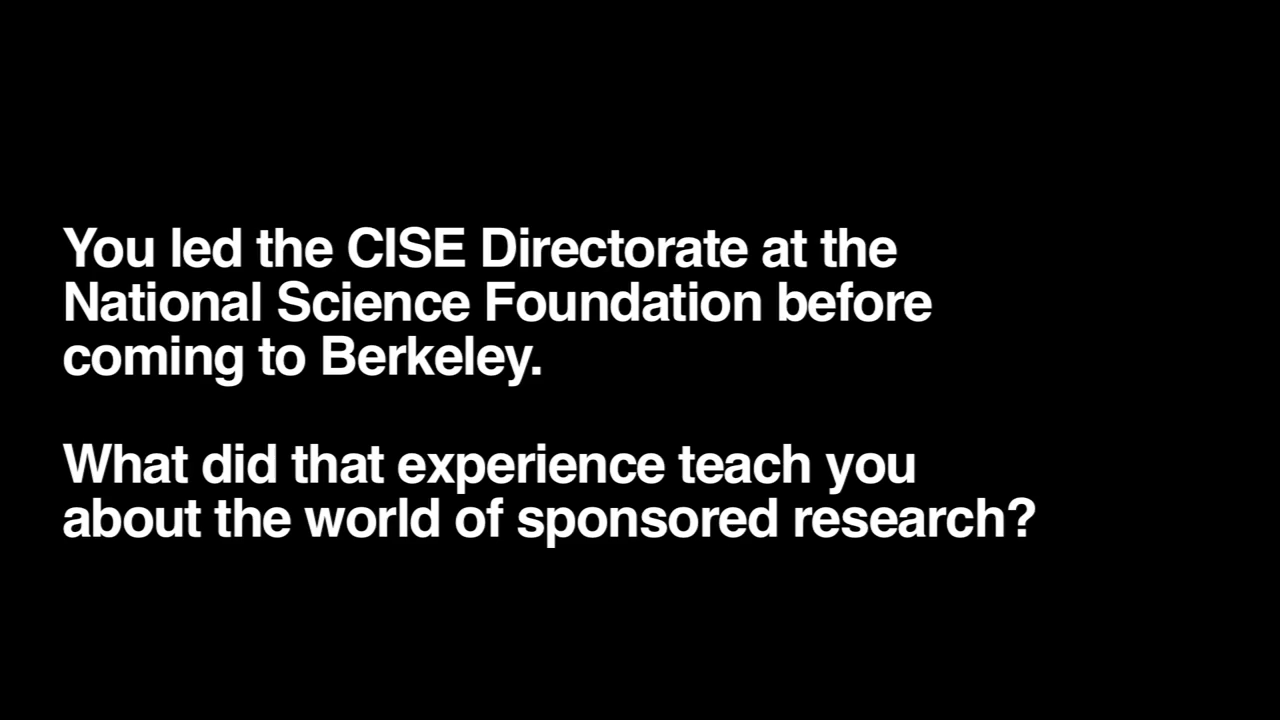 You led the CISE Directorate at the
National Science Foundation before
coming to Berkeley.
What did that experience teach you
about the world of sponsored research?